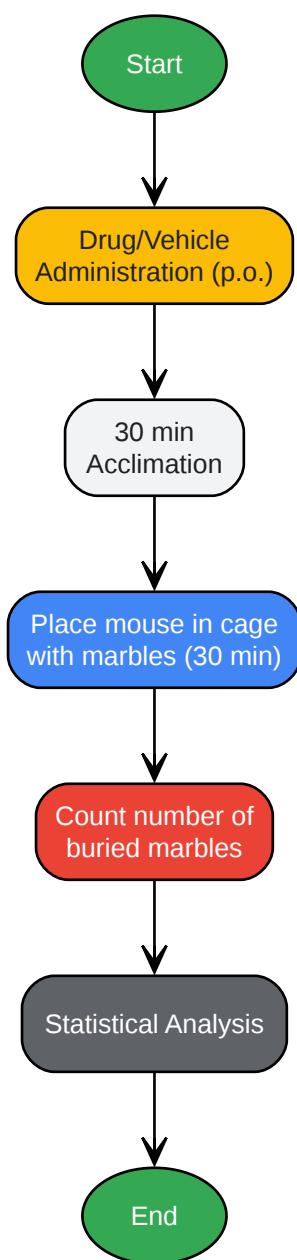 Start
Drug/Vehicle
Administration (p.o.)
30 min
Acclimation
Place mouse in cage
with marbles (30 min)
Count number of
buried marbles
Statistical Analysis
End